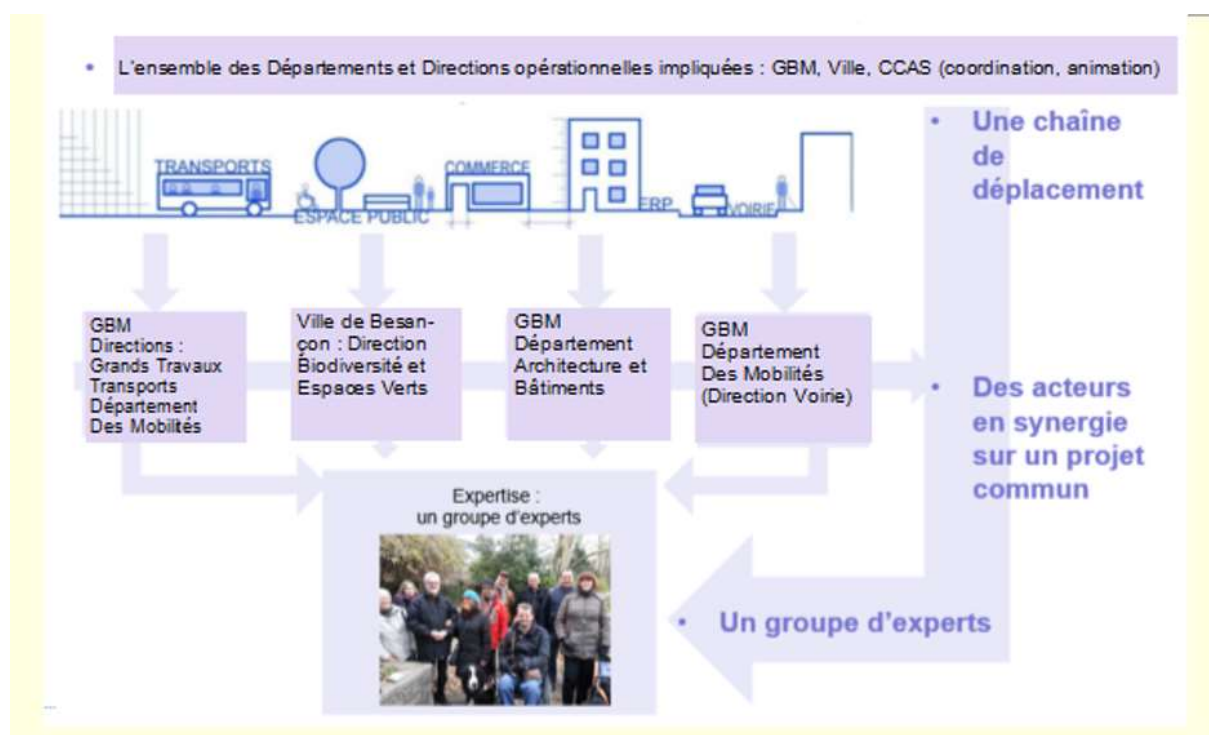 • L'ensemble des Départements et Directions opérationnelles impliquées : GBM, Ville, CCAS (coordination, animation)
TRANSPORTS
ESPACE PUBLIC
COMMERCE
ERP
VOIRIE
• Une chaîne
de
déplacement
GBM
Directions :
Grands Travaux
Transports
Département
Des Mobilités
Ville de Besan-
çon : Direction
Biodiversité et
Espaces Verts
GBM
Département
Architecture et
Bâtiments
GBM
Département
Des Mobilités
(Direction Voirie)
• Des acteurs
en synergie
sur un projet
commun
Expertise :
un groupe d'experts
• Un groupe d'experts